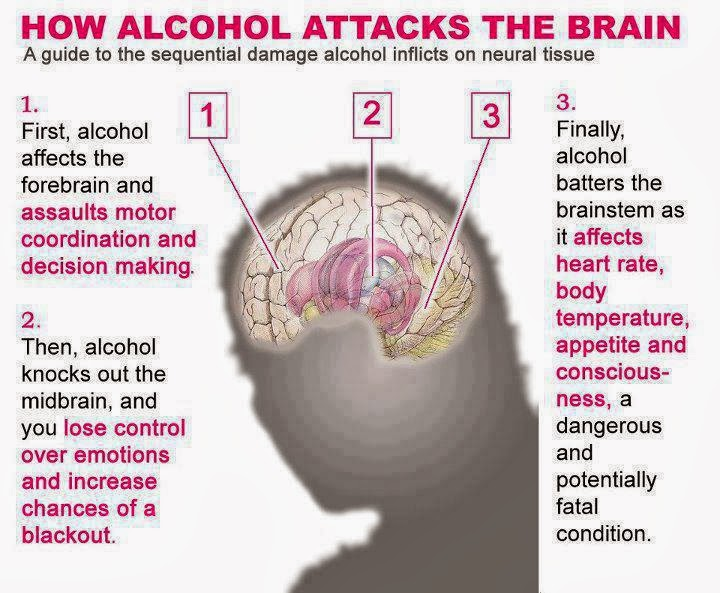 HOW ALCOHOL ATTACKS THE BRAIN
A guide to the sequential damage alcohol inflicts on neural tissue
1.
First, alcohol
affects the
forebrain and
assaults motor
coordination and
decision making.
2.
Then, alcohol
knocks out the
midbrain, and
you lose control
over emotions
and increase
chances of a
blackout.
1
2
3
3.
Finally,
alcohol
batters the
brainstem as
it affects
heart rate,
body
temperature,
appetite and
conscious-
ness, a
dangerous
and
potentially
fatal
condition.